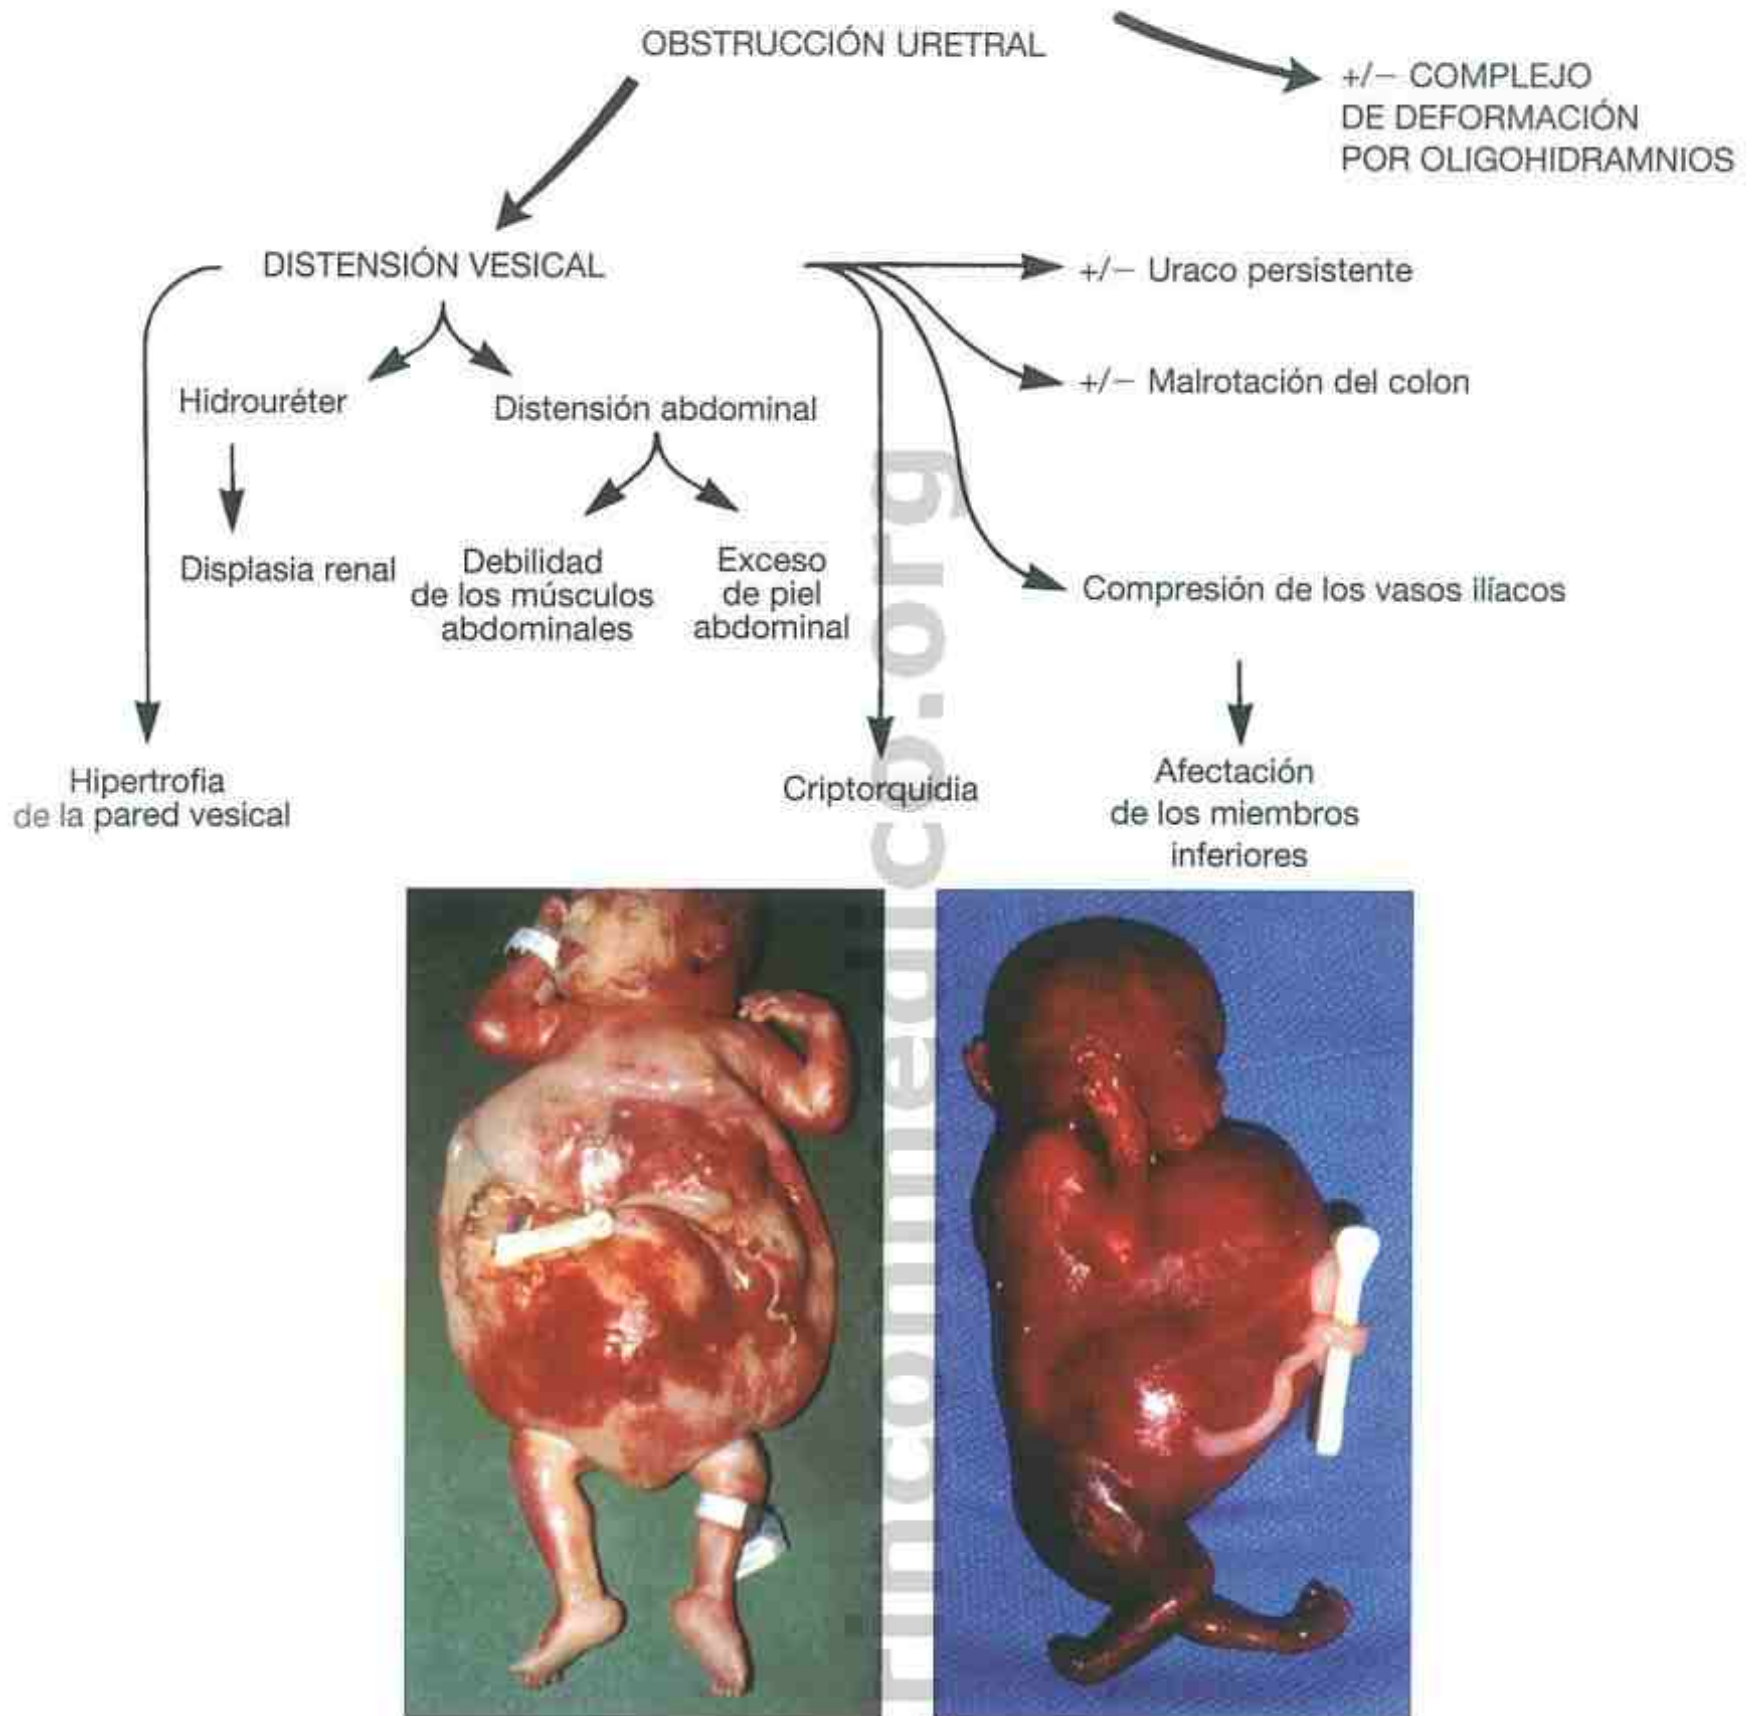 OBSTRUCCIÓN URETRAL
+/− COMPLEJO
DE DEFORMACIÓN
POR OLIGOHIDRAMNIOS
DISTENSIÓN VESICAL
+/− Uraco persistente
+/− Malrotación del colon
Hidrouréter
Distensión abdominal
Displasia renal
Debilidad
de los músculos
abdominales
Exceso
de piel
abdominal
Compresión de los vasos ilíacos
Hipertrofia
de la pared vesical
Criptorquidia
Afectación
de los miembros
inferiores
rinconmedico.org